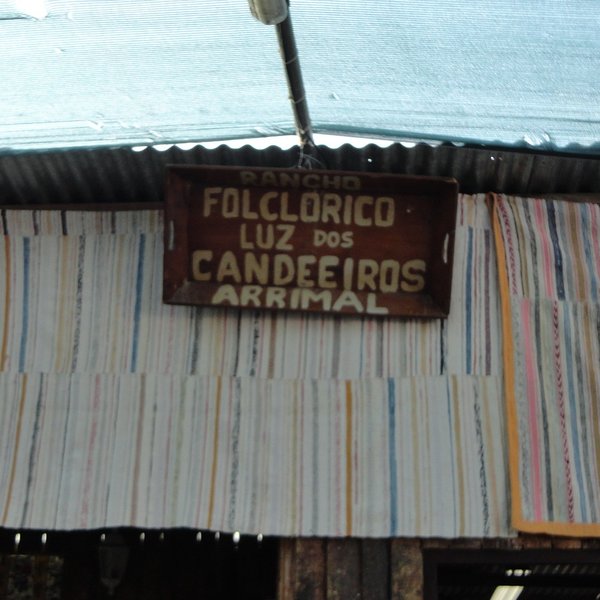 RANCHO
FOLCLORICO
LUZ DOS
CANDEEIROS
ARRIMAL